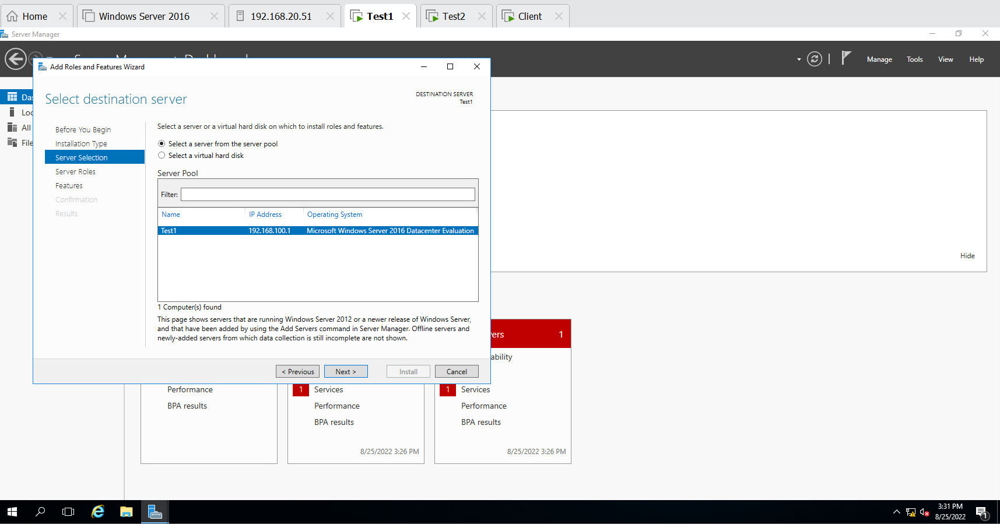 Home
Windows Server 2016
192.168.20.51
Test1
Test2
Client
Server Manager
Manage
Tools
View
Help
Add Roles and Features Wizard
Select destination server
DESTINATION SERVER
Test1
Before You Begin
Installation Type
Server Selection
Server Roles
Features
Confirmation
Results
Select a server or a virtual hard disk on which to install roles and features.
Select a server from the server pool
Select a virtual hard disk
Server Pool
Filter:
Name IP Address Operating System
Test1 192.168.100.1 Microsoft Windows Server 2016 Datacenter Evaluation
1 Computer(s) found
This page shows servers that are running Windows Server 2012 or a newer release of Windows Server,
and that have been added by using the Add Servers command in Server Manager. Offline servers and
newly-added servers from which data collection is still incomplete are not shown.
< Previous
Next >
Install
Cancel
Das
Loc
All
File
Hide
vers 1
ability
Performance
BPA results
1 Services
Performance
BPA results
8/25/2022 3:26 PM
1 Services
Performance
BPA results
8/25/2022 3:26 PM
3:31 PM
8/25/2022
1